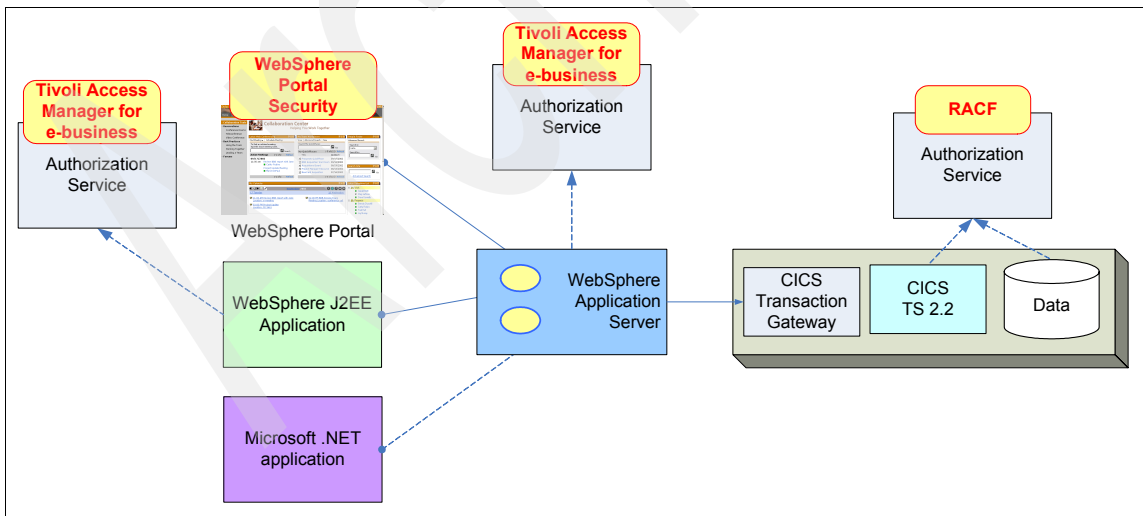 Tivoli Access
Manager for
e-business
Authorization
Service
WebSphere
Portal
Security
Collaboration Center
WebSphere Portal
Tivoli Access
Manager for
e-business
Authorization
Service
RACF
Authorization
Service
WebSphere J2EE
Application
WebSphere
Application
Server
CICS
Transaction
Gateway
CICS
TS 2.2
Data
Microsoft .NET
application